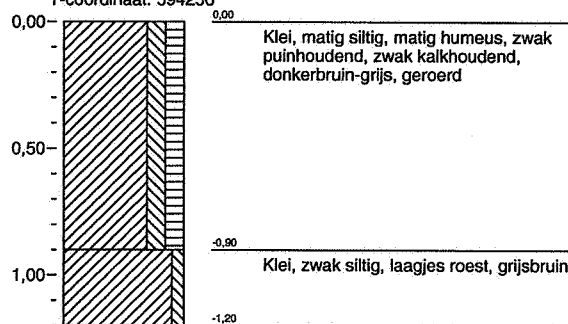 Y-coördinaat: 594256
0,00
0,00
Klei, matig siltig, matig humeus, zwak
puinhoudend, zwak kalkhoudend,
donkerbruin-grijs, geroerd
0,50
-0,90
Klei, zwak siltig, laagjes roest, grijsbruin
1,00
-1,20